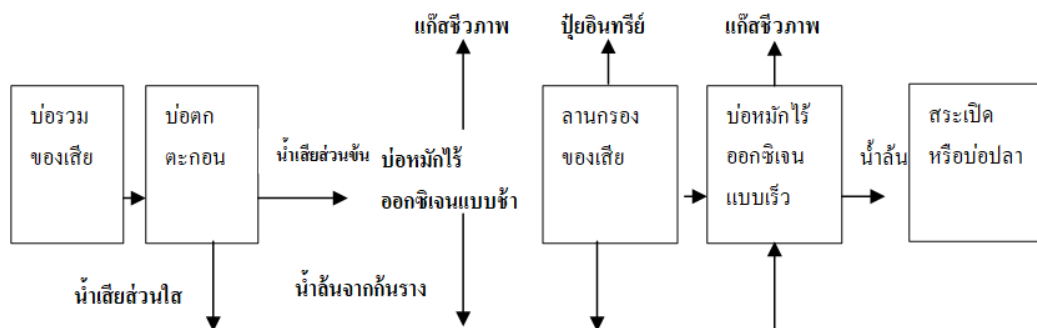 แก๊สชีวภาพ
ปุ๋ยอินทรีย์
แก๊สชีวภาพ
บ่อรวม
ของเสีย
บ่อตก
ตะกอน
น้ำเสียส่วนข้น
บ่อหมักไร้
ออกซิเจนแบบช้า
ลานกรอง
ของเสีย
บ่อหมักไร้
ออกซิเจน
แบบเร็ว
น้ำล้น
สระเปิด
หรือบ่อปลา
น้ำเสียส่วนใส
น้ำล้นจากก้นราง